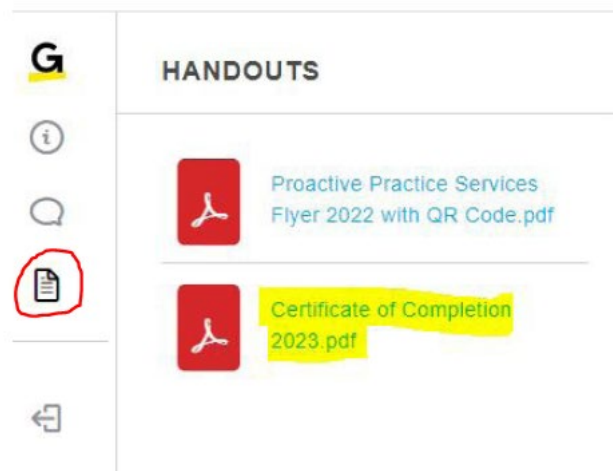 G
HANDOUTS
Proactive Practice Services
Flyer 2022 with QR Code.pdf
Certificate of Completion
2023.pdf